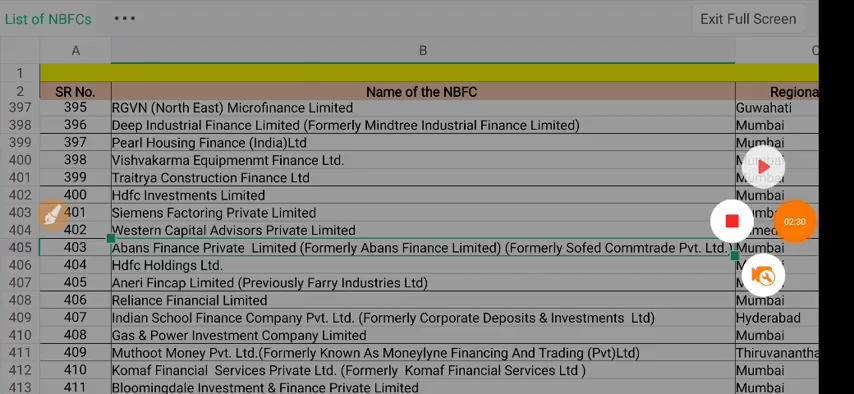 List of NBFCs ••• Exit Full Screen
A B C
1
2 SR No. Name of the NBFC Regiona
397 395 RGVN (North East) Microfinance Limited Guwahati
398 396 Deep Industrial Finance Limited (Formerly Mindtree Industrial Finance Limited) Mumbai
399 397 Pearl Housing Finance (India)Ltd Mumbai
400 398 Vishvakarma Equipmenmt Finance Ltd.
401 399 Traitrya Construction Finance Ltd
402 400 Hdfc Investments Limited Mumbai
403 401 Siemens Factoring Private Limited
404 402 Western Capital Advisors Private Limited
405 403 Abans Finance Private Limited (Formerly Abans Finance Limited) (Formerly Sofed Commtrade Pvt. Ltd.) Mumbai
406 404 Hdfc Holdings Ltd.
407 405 Aneri Fincap Limited (Previously Farry Industries Ltd)
408 406 Reliance Financial Limited Mumbai
409 407 Indian School Finance Company Pvt. Ltd. (Formerly Corporate Deposits & Investments Ltd) Hyderabad
410 408 Gas & Power Investment Company Limited Mumbai
411 409 Muthoot Money Pvt. Ltd.(Formerly Known As Moneylyne Financing And Trading (Pvt)Ltd) Thiruvanantha
412 410 Komaf Financial Services Private Ltd. (Formerly Komaf Financial Services Ltd ) Mumbai
413 411 Bloomingdale Investment & Finance Private Limited Mumbai
02:30